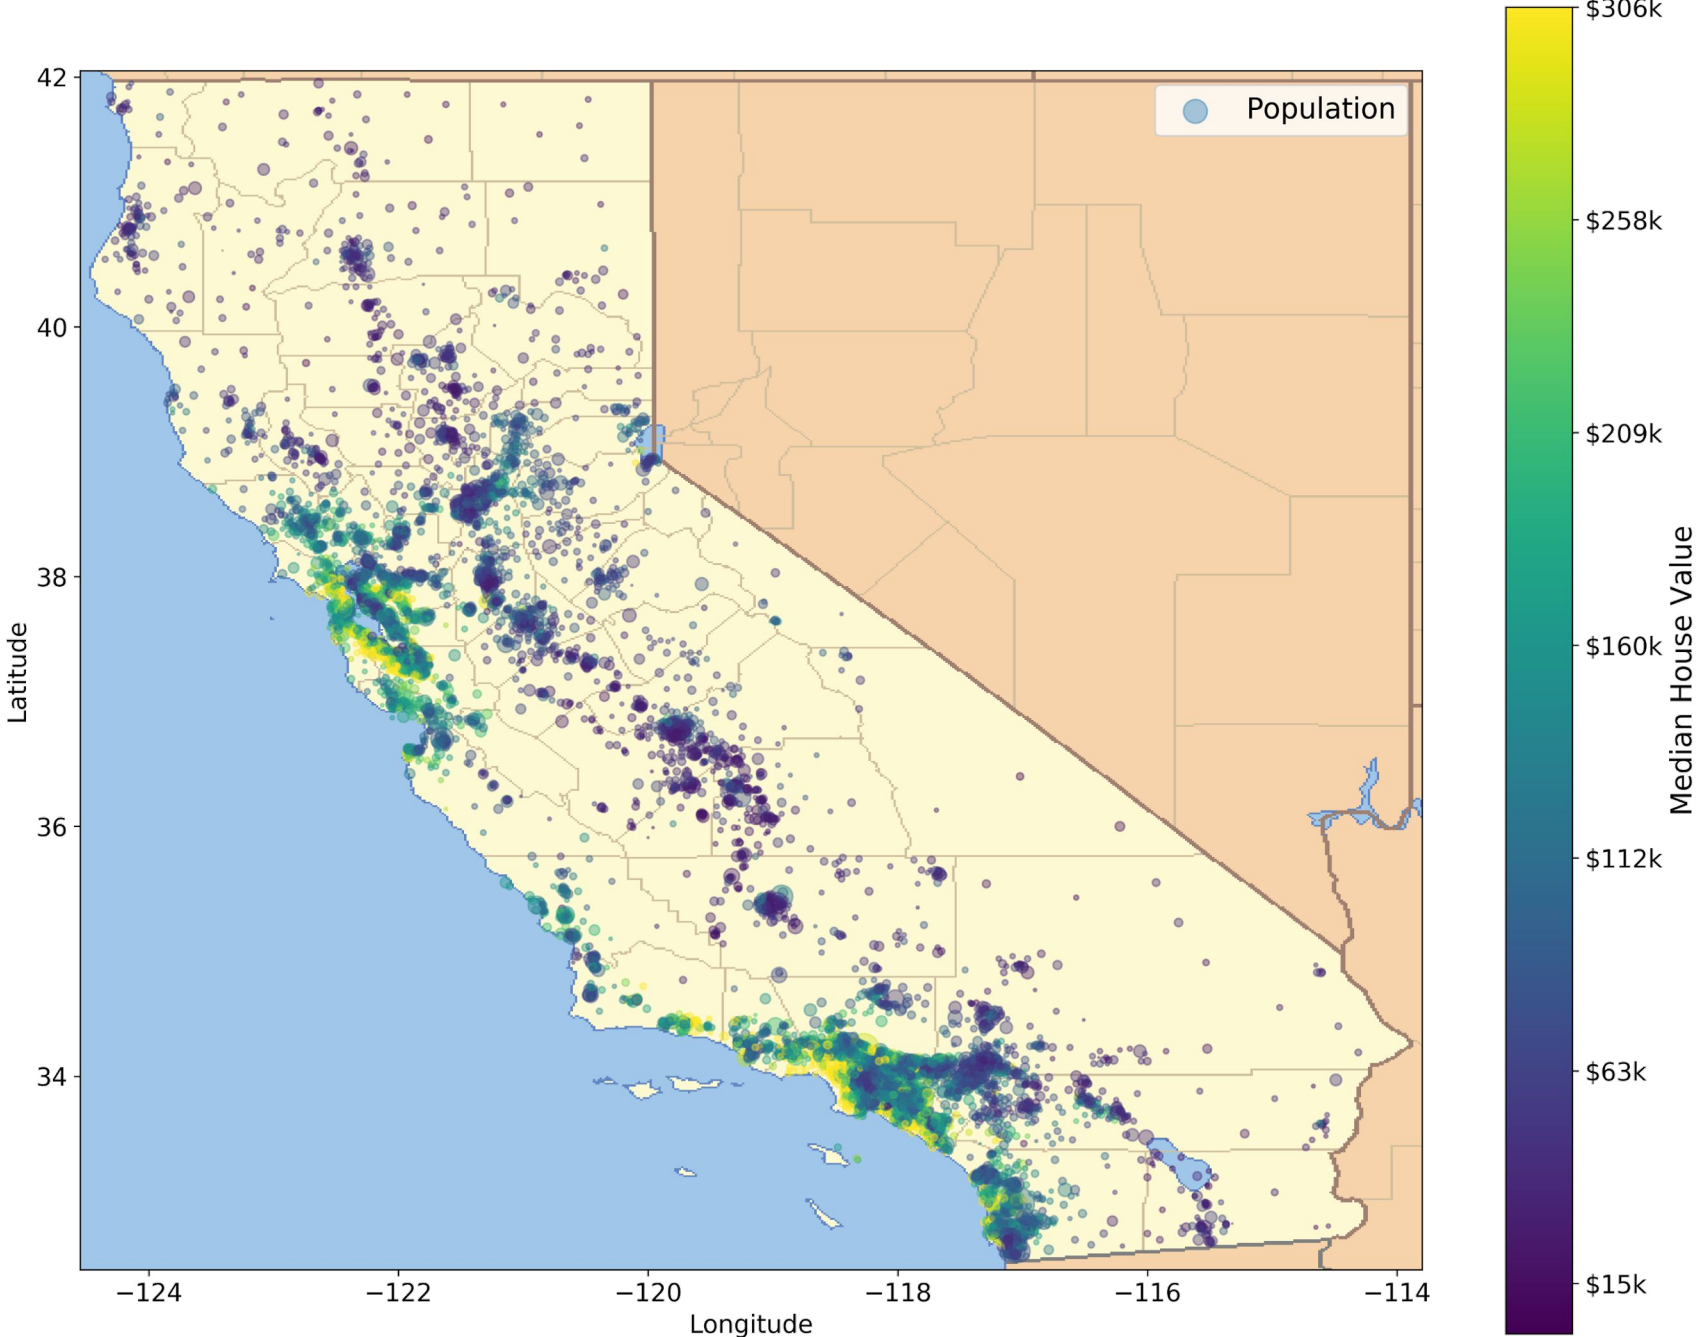 $306k
42
Population
$258k
40
$209k
38
Median House Value
Latitude
$160k
36
$112k
34
$63k
$15k
−124
−122
−120
−118
−116
−114
Longitude